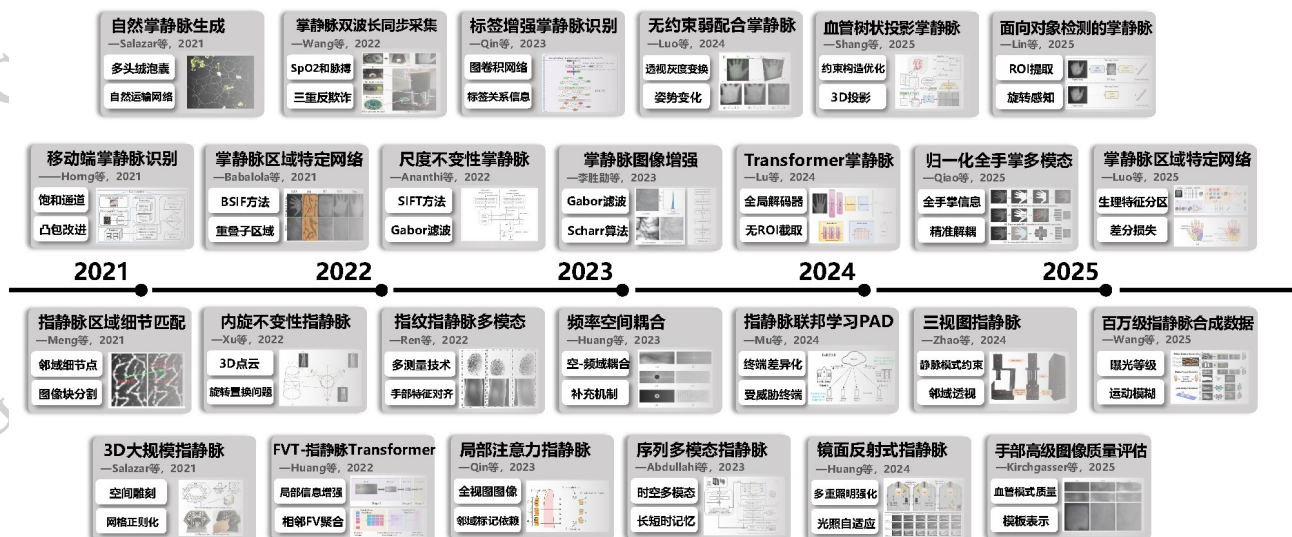 自然掌静脉生成
—Salazar等，2021
多头绒泡囊
自然运输网络
掌静脉双波长同步采集
—Wang等，2022
SpO2和脉搏
三重反欺诈
标签增强掌静脉识别
—Qin等，2023
图卷积网络
标签关系信息
无约束弱配合掌静脉
—Luo等，2024
透视灰度变换
姿势变化
血管树状投影掌静脉
—Shang等，2025
约束构造优化
3D投影
面向对象检测的掌静脉
—Lin等，2025
ROI提取
旋转感知
移动端掌静脉识别
——Horng等，2021
饱和通道
凸包改进
掌静脉区域特定网络
—Babalola等，2021
BSIF方法
重叠子区域
尺度不变性掌静脉
—Ananthi等，2022
SIFT方法
Gabor滤波
掌静脉图像增强
—李胜勋等，2023
Gabor滤波
Scharr算法
Transformer掌静脉
—Lu等，2024
全局解码器
无ROI截取
归一化全手掌多模态
—Qiao等，2025
全手掌信息
精准解耦
掌静脉区域特定网络
—Luo等，2025
生理特征分区
差分损失
2021
2022
2023
2024
2025
指静脉区域细节匹配
—Meng等，2021
邻域细节点
图像块分割
内旋不变性指静脉
—Xu等，2022
3D点云
旋转置换问题
指纹指静脉多模态
—Ren等，2022
多测量技术
手部特征对齐
频率空间耦合
—Huang等，2023
空-频域耦合
补充机制
指静脉联邦学习PAD
—Mu等，2024
终端差异化
受威胁终端
三视图指静脉
—Zhao等，2024
静脉模式约束
邻域透视
百万级指静脉合成数据
—Wang等，2025
曝光等级
运动模糊
3D大规模指静脉
—Salazar等，2021
空间雕刻
网格正则化
FVT-指静脉Transformer
—Huang等，2022
局部信息增强
相邻FV聚合
局部注意力指静脉
—Qin等，2023
全视图图像
邻域标记依赖
序列多模态指静脉
—Abdullahi等，2023
时空多模态
长短时记忆
镜面反射式指静脉
—Huang等，2024
多重照明强化
光照自适应
手部高级图像质量评估
—Kirchgasser等，2025
血管模式质量
模板表示